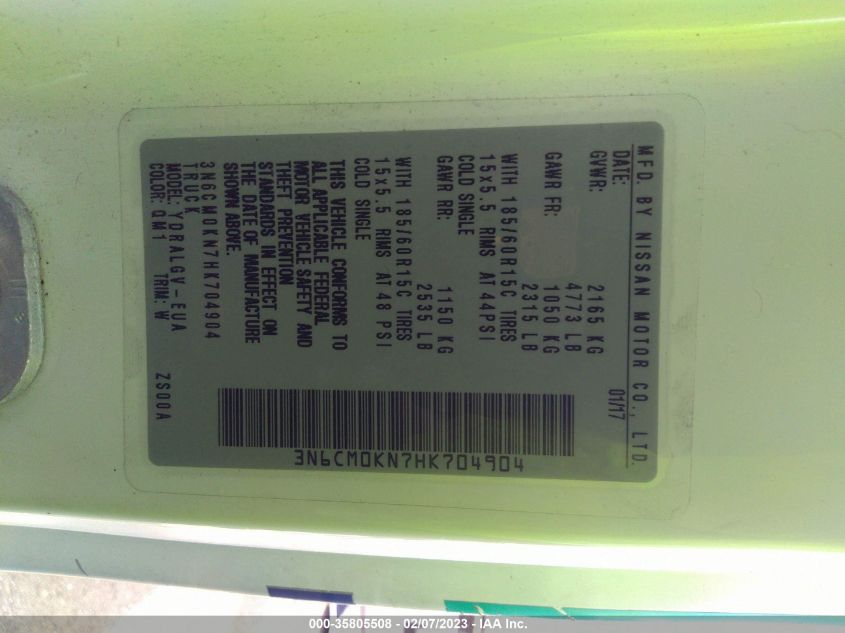 MFD. BY NISSAN MOTOR CO., LTD.
DATE: 01/17
GVWR: 2165 KG
4773 LB
GAWR FR: 1050 KG
2315 LB
WITH 185/60R15C TIRES
15x5.5 RIMS AT 44PSI
COLD SINGLE
GAWR RR: 1150 KG
2535 LB
WITH 185/60R15C TIRES
15x5.5 RIMS AT 48 PSI
COLD SINGLE
THIS VEHICLE CONFORMS TO
ALL APPLICABLE FEDERAL
MOTOR VEHICLE SAFETY AND
THEFT PREVENTION
STANDARDS IN EFFECT ON
THE DATE OF MANUFACTURE
SHOWN ABOVE.
3N6CM0KN7HK704904
TRUCK
MODEL: YDRALGV-EUA
COLOR: QM1 TRIM: W ZS00A
3N6CM0KN7HK704904
000-35805508 - 02/07/2023 - © IAA Inc.